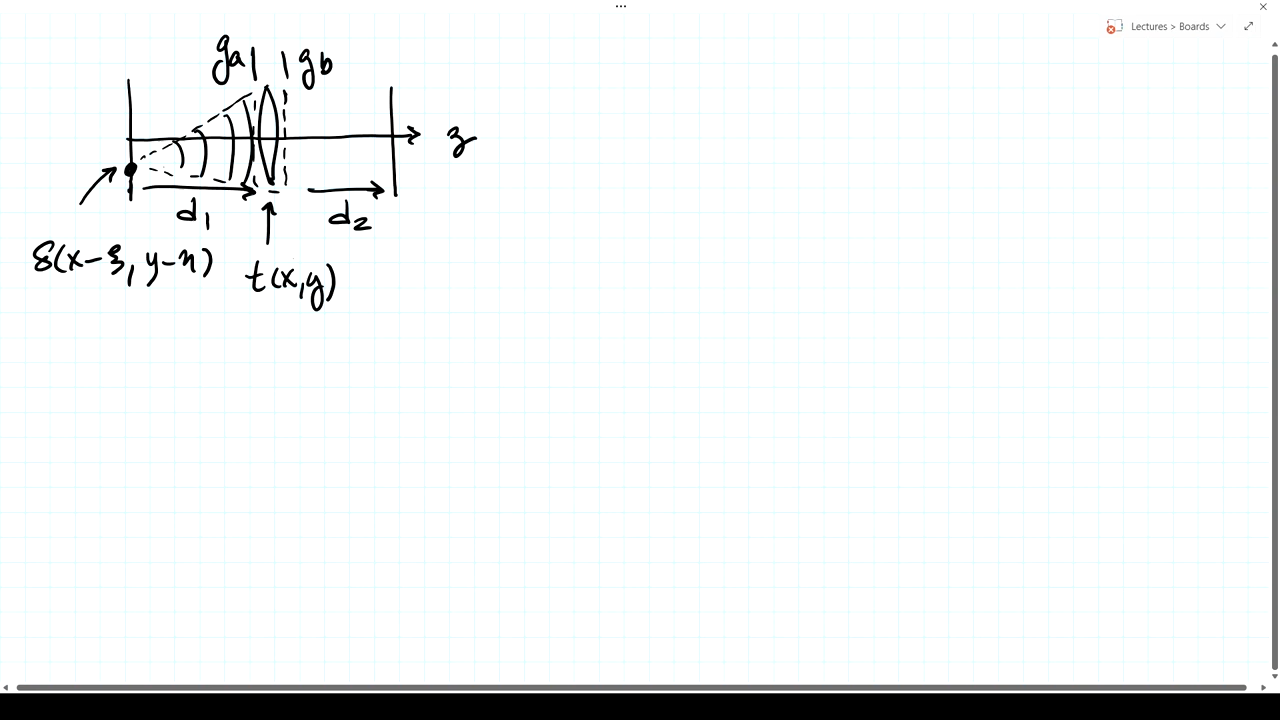 Lectures > Boards
ga gb
z
d₁ d₂
δ(x-ξ, y-η) t(x,y)